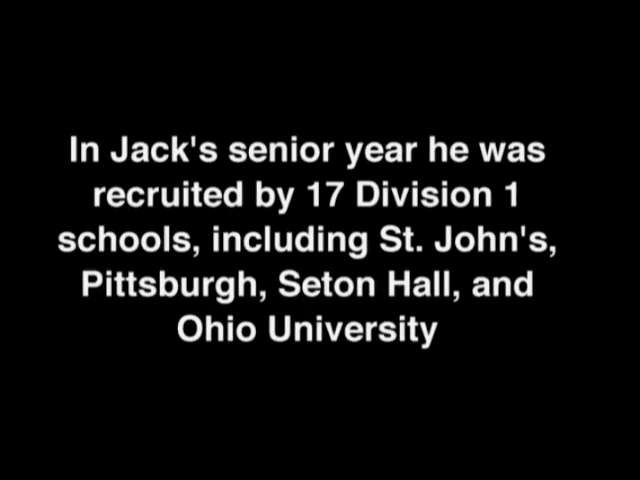 In Jack's senior year he was
recruited by 17 Division 1
schools, including St. John's,
Pittsburgh, Seton Hall, and
Ohio University